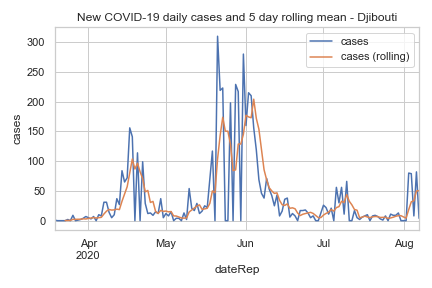 New COVID-19 daily cases and 5 day rolling mean - Djibouti
cases
cases (rolling)
300
250
200
150
100
50
0
cases
Apr
2020
May
Jun
Jul
Aug
dateRep